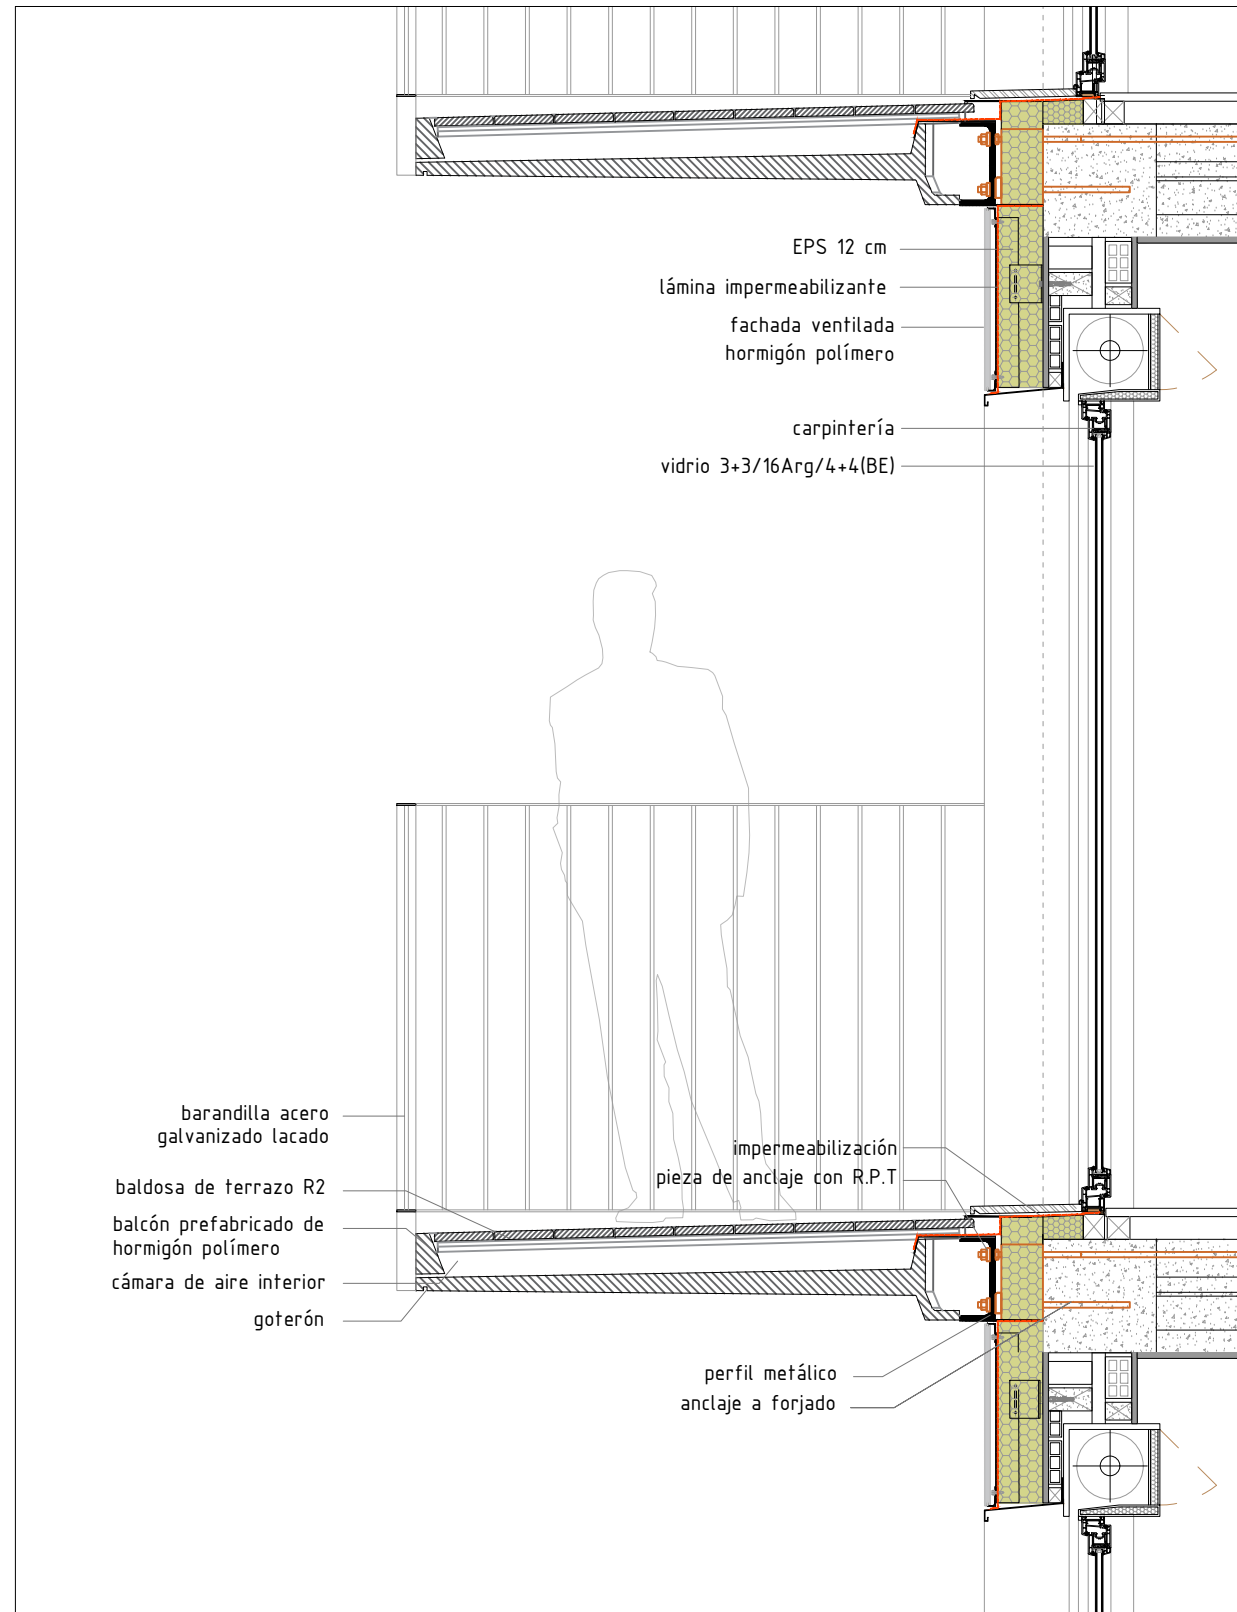 EPS 12 cm
lámina impermeabilizante
fachada ventilada
hormigón polímero
carpintería
vidrio 3+3/16Arg/4+4(BE)
barandilla acero
galvanizado lacado
impermeabilización
pieza de anclaje con R.P.T
baldosa de terrazo R2
balcón prefabricado de
hormigón polímero
cámara de aire interior
goterón
perfil metálico
anclaje a forjado